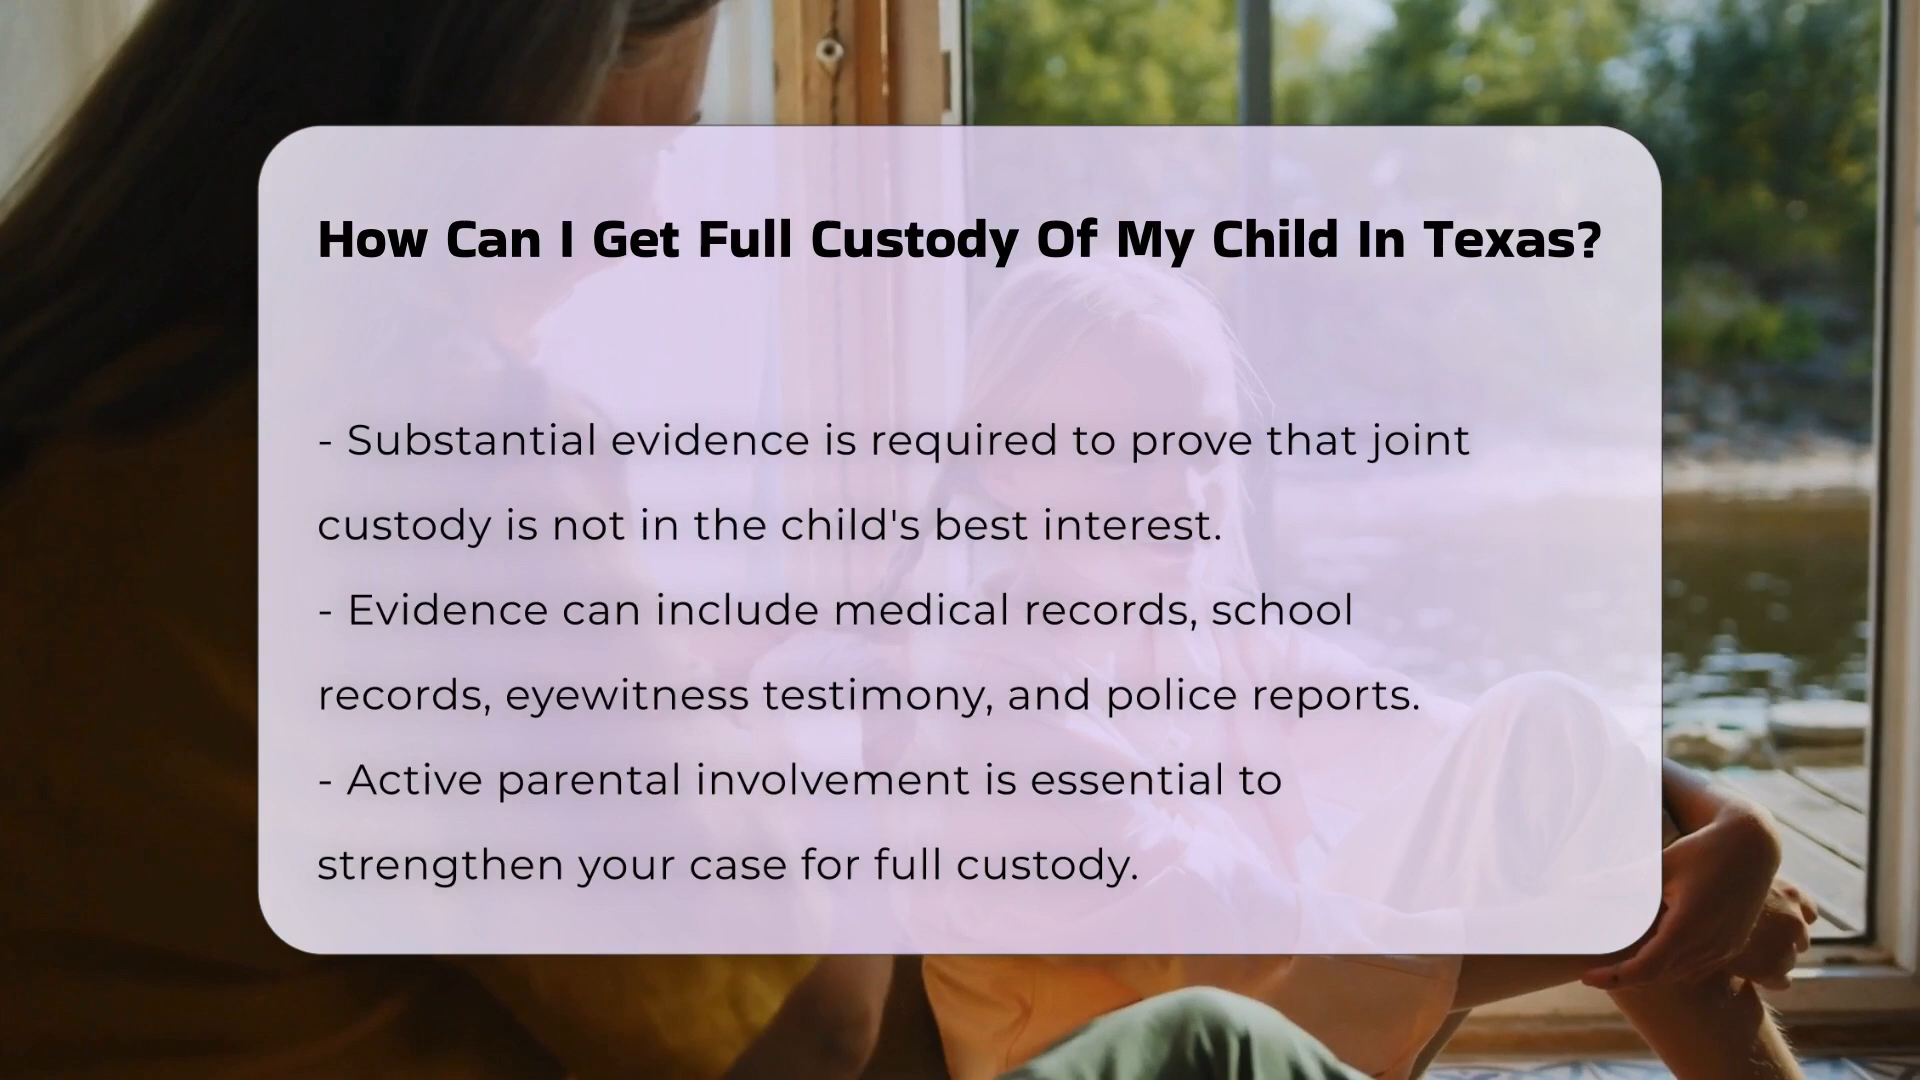 How Can I Get Full Custody Of My Child In Texas?
- Substantial evidence is required to prove that joint
custody is not in the child's best interest.
- Evidence can include medical records, school
records, eyewitness testimony, and police reports.
- Active parental involvement is essential to
strengthen your case for full custody.